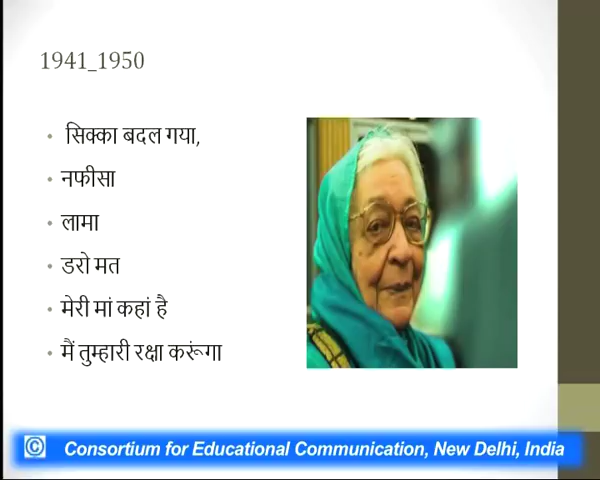 1941_1950
सिक्का बदल गया,
नफीसा
लामा
डरो मत
मेरी मां कहां है
मैं तुम्हारी रक्षा करूंगा
© Consortium for Educational Communication, New Delhi, India